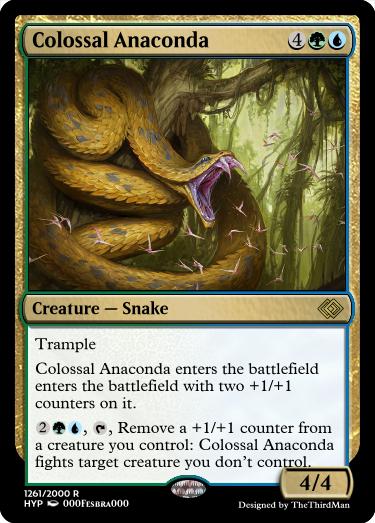 Colossal Anaconda 4
Creature — Snake
Trample
Colossal Anaconda enters the battlefield
enters the battlefield with two +1/+1
counters on it.
2, , Remove a +1/+1 counter from
a creature you control: Colossal Anaconda
fights target creature you don't control.
4/4
1261/2000 R
HYP 000Fesbra000
Designed by TheThirdMan